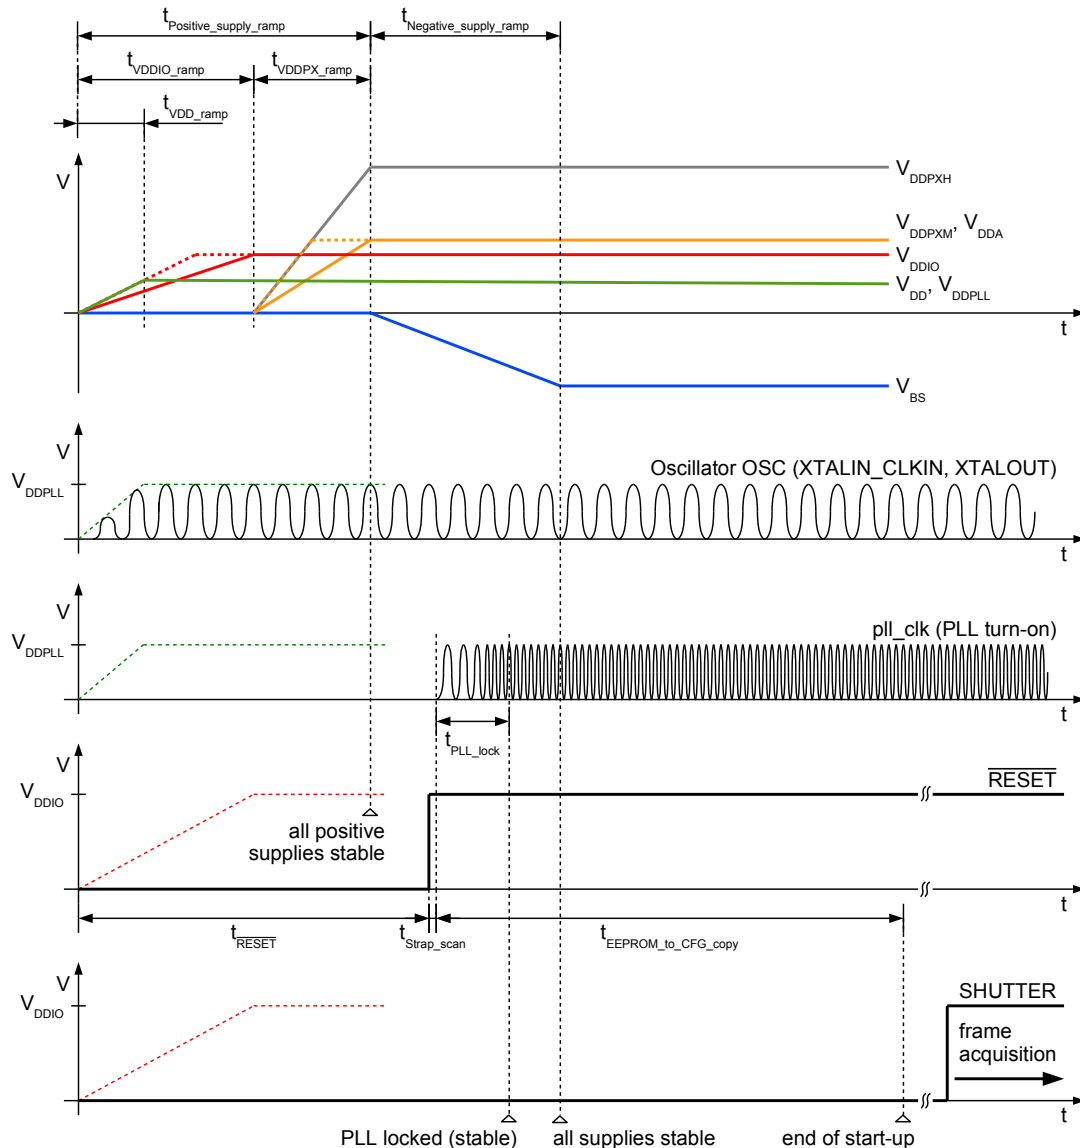 tPositive_supply_ramp
tNegative_supply_ramp
tVDDIO_ramp
tVDDPX_ramp
tVDD_ramp
V
VDDPXH
VDDPXM, VDDA
VDDIO
VDD, VDDPLL
t
VBS
V
Oscillator OSC (XTALIN_CLKIN, XTALOUT)
VDDPLL
t
V
pll_clk (PLL turn-on)
VDDPLL
t
tPLL_lock
V
RESET
VDDIO
all positive
supplies stable
t
tRESET
tStrap_scan
tEEPROM_to_CFG_copy
V
VDDIO
SHUTTER
frame
acquisition
t
PLL locked (stable)
all supplies stable
end of start-up